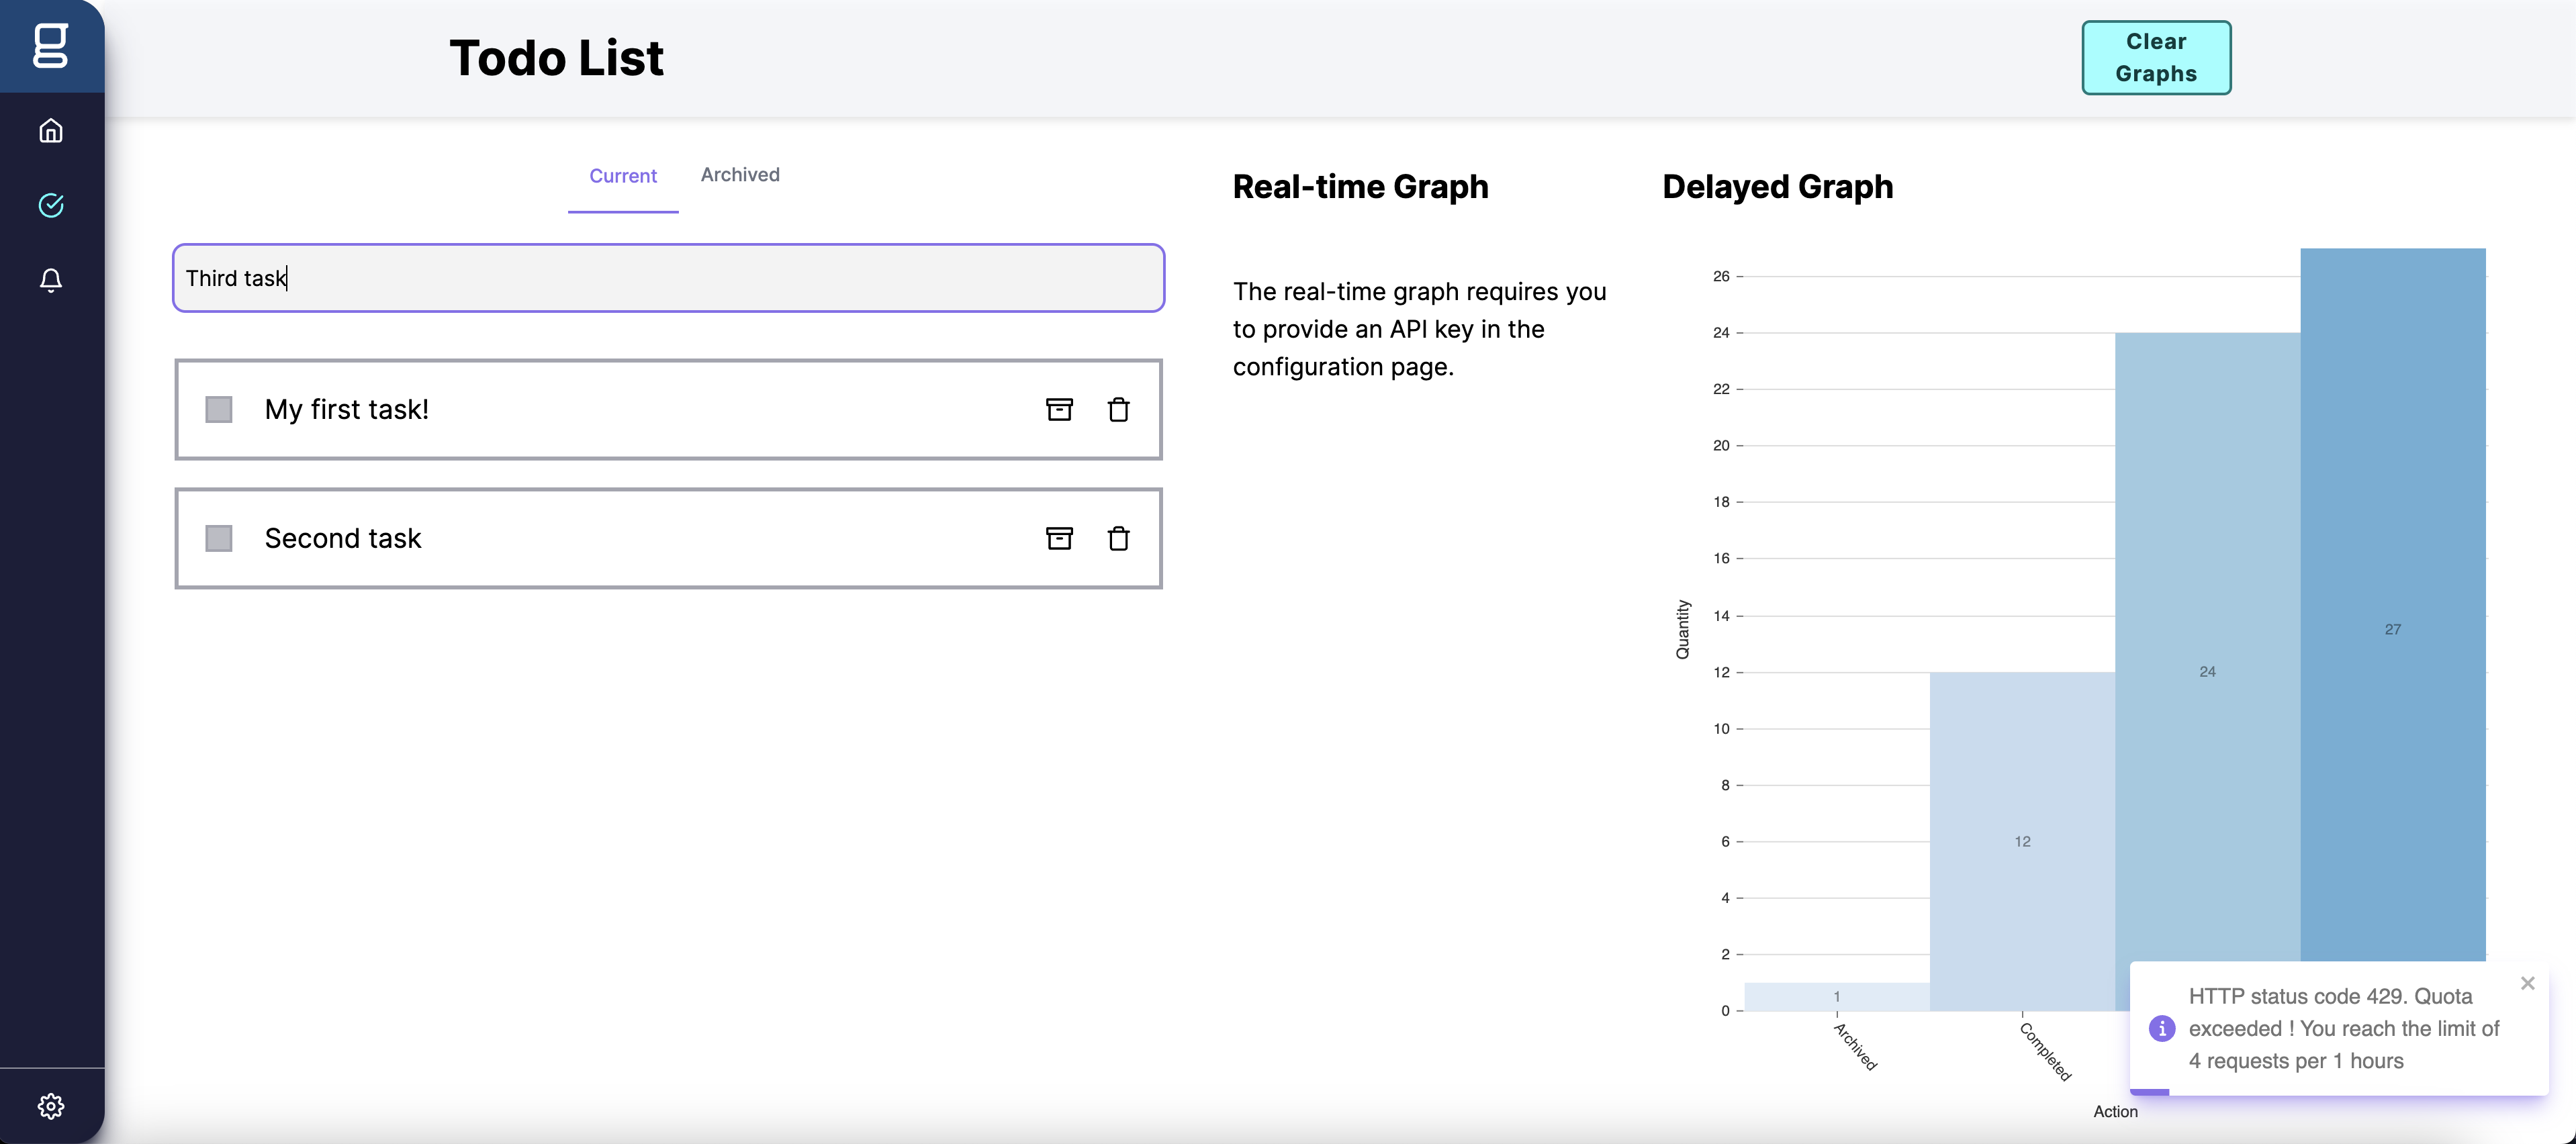 g
Todo List
Clear
Graphs
Current
Archived
Third task
My first task!
Second task
Real-time Graph
The real-time graph requires you
to provide an API key in the
configuration page.
Delayed Graph
26
24
22
20
18
16
14
12
10
8
6
4
2
0
Quantity
1
12
24
27
Archived
Completed
Action
HTTP status code 429. Quota
exceeded ! You reach the limit of
4 requests per 1 hours